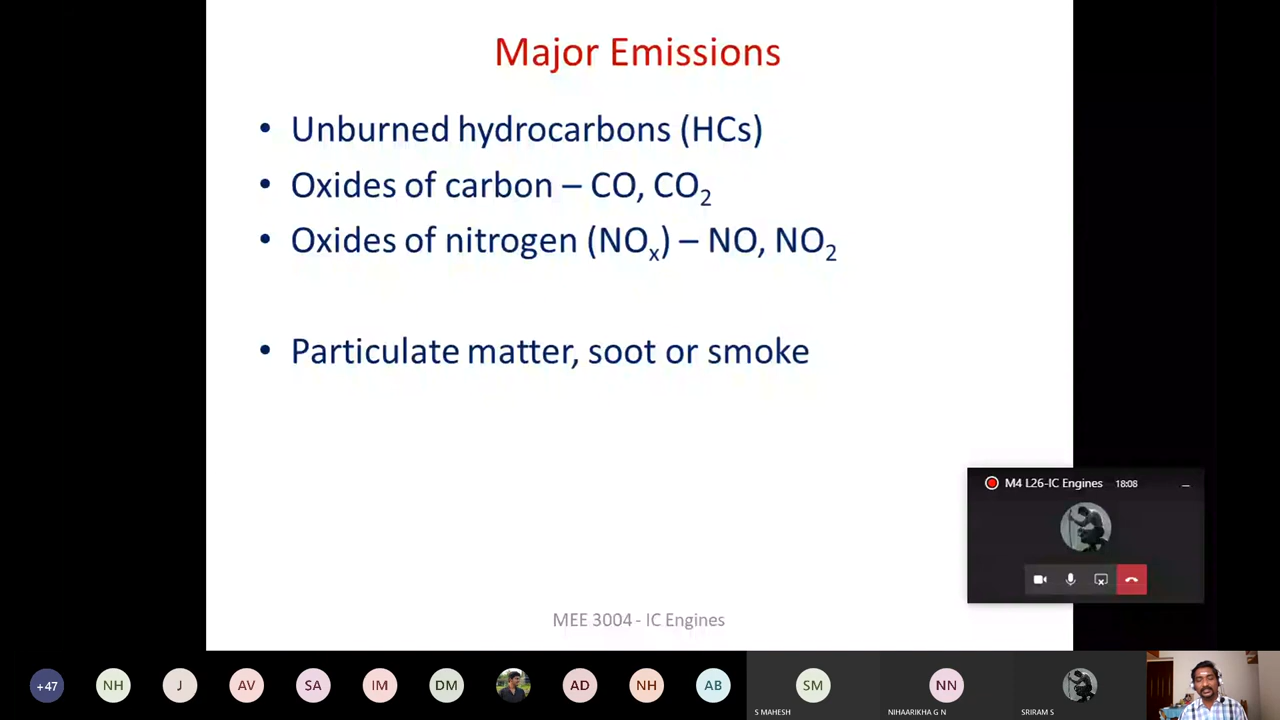 Major Emissions
• Unburned hydrocarbons (HCs)
• Oxides of carbon – CO, CO₂
• Oxides of nitrogen (NOₓ) – NO, NO₂
• Particulate matter, soot or smoke
M4 L26-IC Engines 18:08
MEE 3004 - IC Engines
+47 NH J AV SA IM DM AD NH AB SM NN
S MAHESH NIHAARIKHA G N SRIRAM S